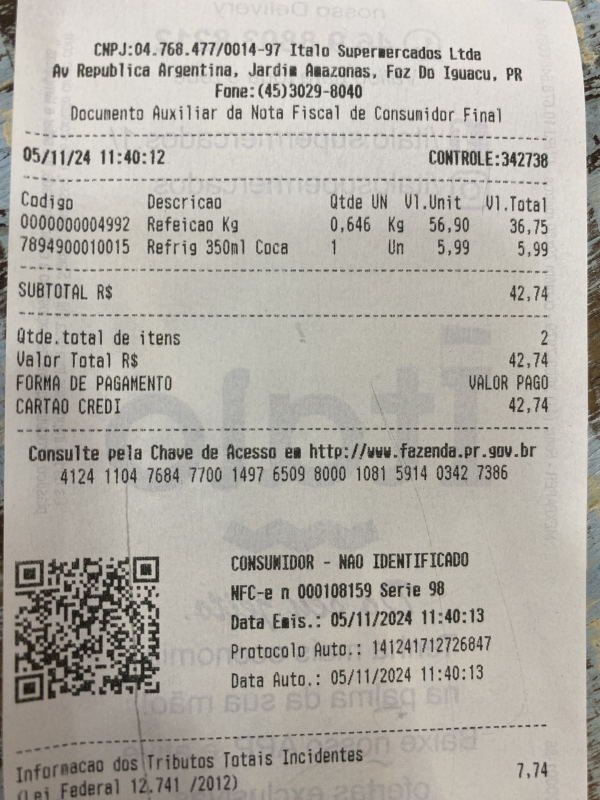 CNPJ:04.768.477/0014-97 Italo Supermercados Ltda
Av Republica Argentina, Jardim Amazonas, Foz Do Iguacu, PR
Fone:(45)3029-8040
Documento Auxiliar da Nota Fiscal de Consumidor Final
05/11/24 11:40:12 CONTROLE:342738
Codigo Descricao Qtde UN Vl.Unit Vl.Total
0000000004992 Refeicao Kg 0,646 Kg 56,90 36,75
7894900010015 Refrig 350ml Coca 1 Un 5,99 5,99
SUBTOTAL R$ 42,74
Qtde.total de itens 2
Valor Total R$ 42,74
FORMA DE PAGAMENTO VALOR PAGO
CARTAO CREDI 42,74
Consulte pela Chave de Acesso em http://www.fazenda.pr.gov.br
4124 1104 7684 7700 1497 6509 8000 1081 5914 0342 7386
CONSUMIDOR - NAO IDENTIFICADO
NFC-e n 000108159 Serie 98
Data Emis.: 05/11/2024 11:40:13
Protocolo Auto.: 141241712726847
Data Auto.: 05/11/2024 11:40:13
Informacao dos Tributos Totais Incidentes 7,74
(Lei Federal 12.741 /2012)